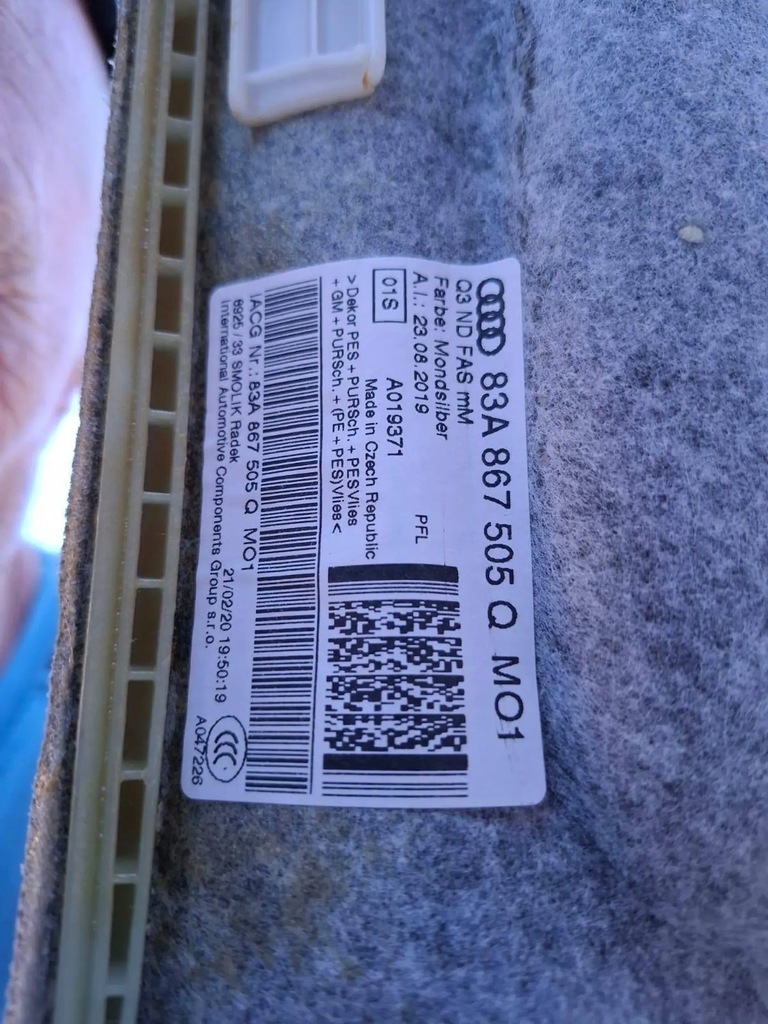 83A 867 505 Q MO1
Q3 ND FAS mM
Farbe: Mondsilber
A.I.: 23.08.2019
PFL
01S
A019371
Made in Czech Republic
>Dekor PES + PURSch. + PESVlies
+ GM + PURSch. + (PE + PES)Vlies<
IACG Nr.: 83A 867 505 Q MO1
6925 / 33 SMOLIK Radek
21/02/20 19:50:19
International Automotive Components Group s.r.o.
CCC
A047226